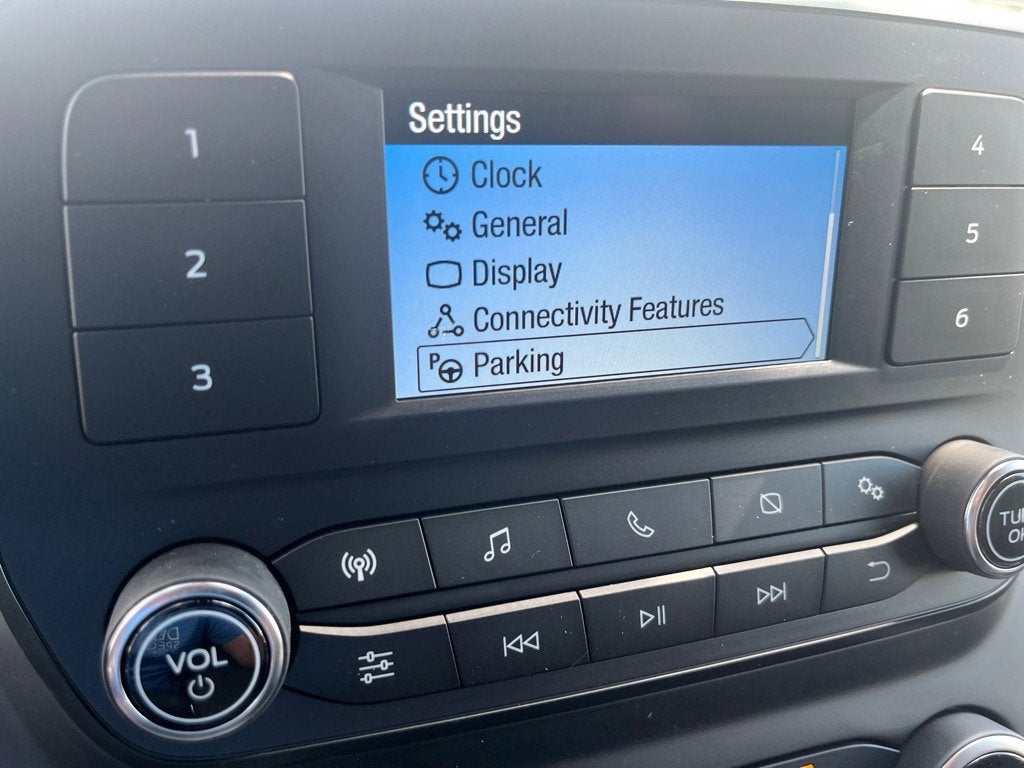 Settings
Clock
General
Display
Connectivity Features
P Parking
1
2
3
4
5
6
VOL